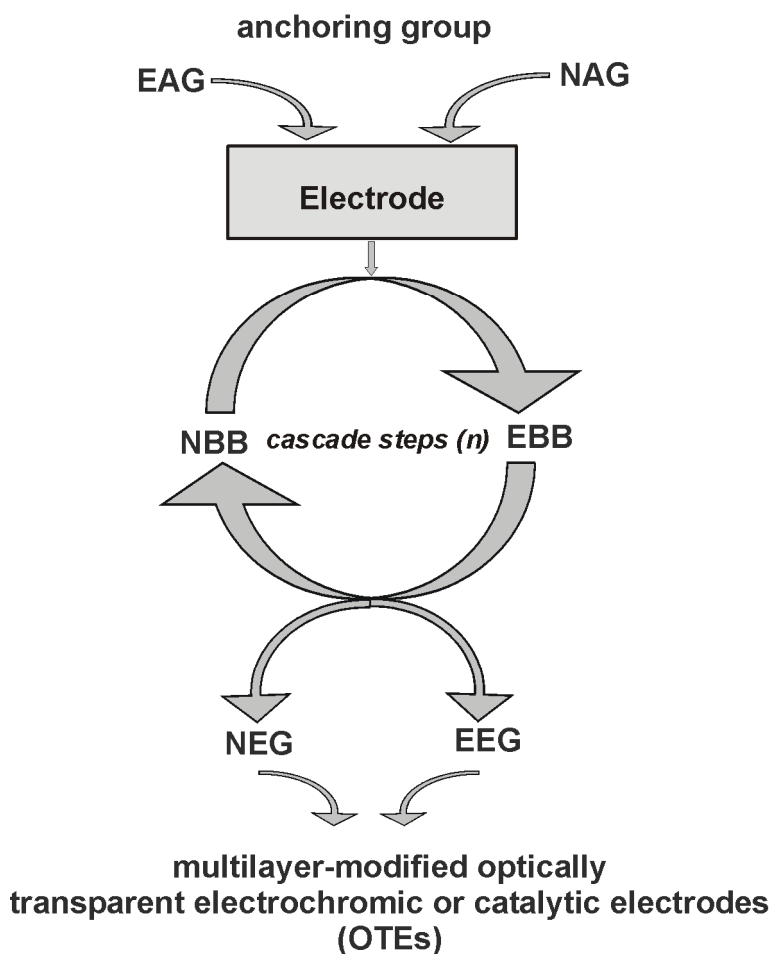 anchoring group
EAG
NAG
Electrode
NBB cascade steps (n) EBB
NEG
EEG
multilayer-modified optically
transparent electrochromic or catalytic electrodes
(OTEs)